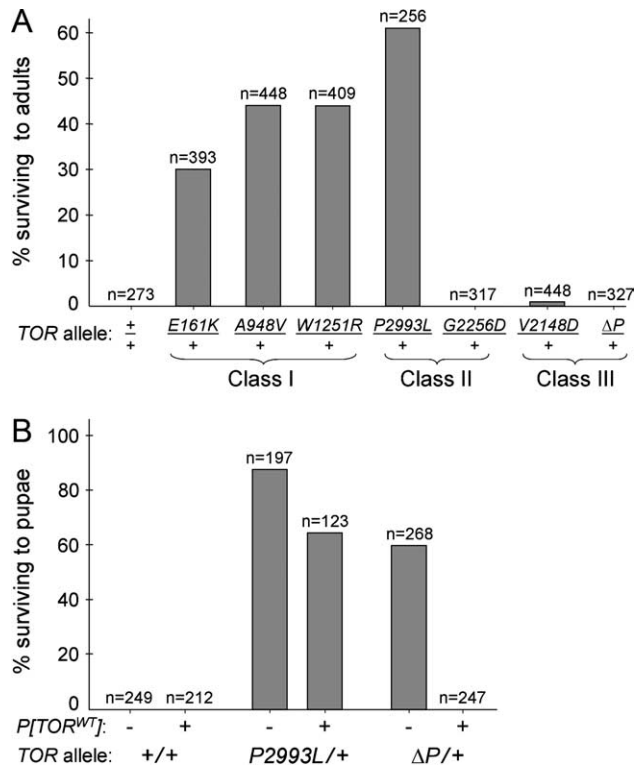 A
% surviving to adults
60
50
40
30
20
10
0
n=273
n=393
n=448
n=409
n=256
n=317
n=448
n=327
TOR allele: + E161K A948V W1251R P2993L G2256D V2148D ΔP
+ + + + + + + +
Class I Class II Class III
B
% surviving to pupae
100
80
60
40
20
0
n=249
n=212
n=197
n=123
n=268
n=247
P[TORᵂᵀ]: - + - + - +
TOR allele: +/+ P2993L/+ ΔP/+